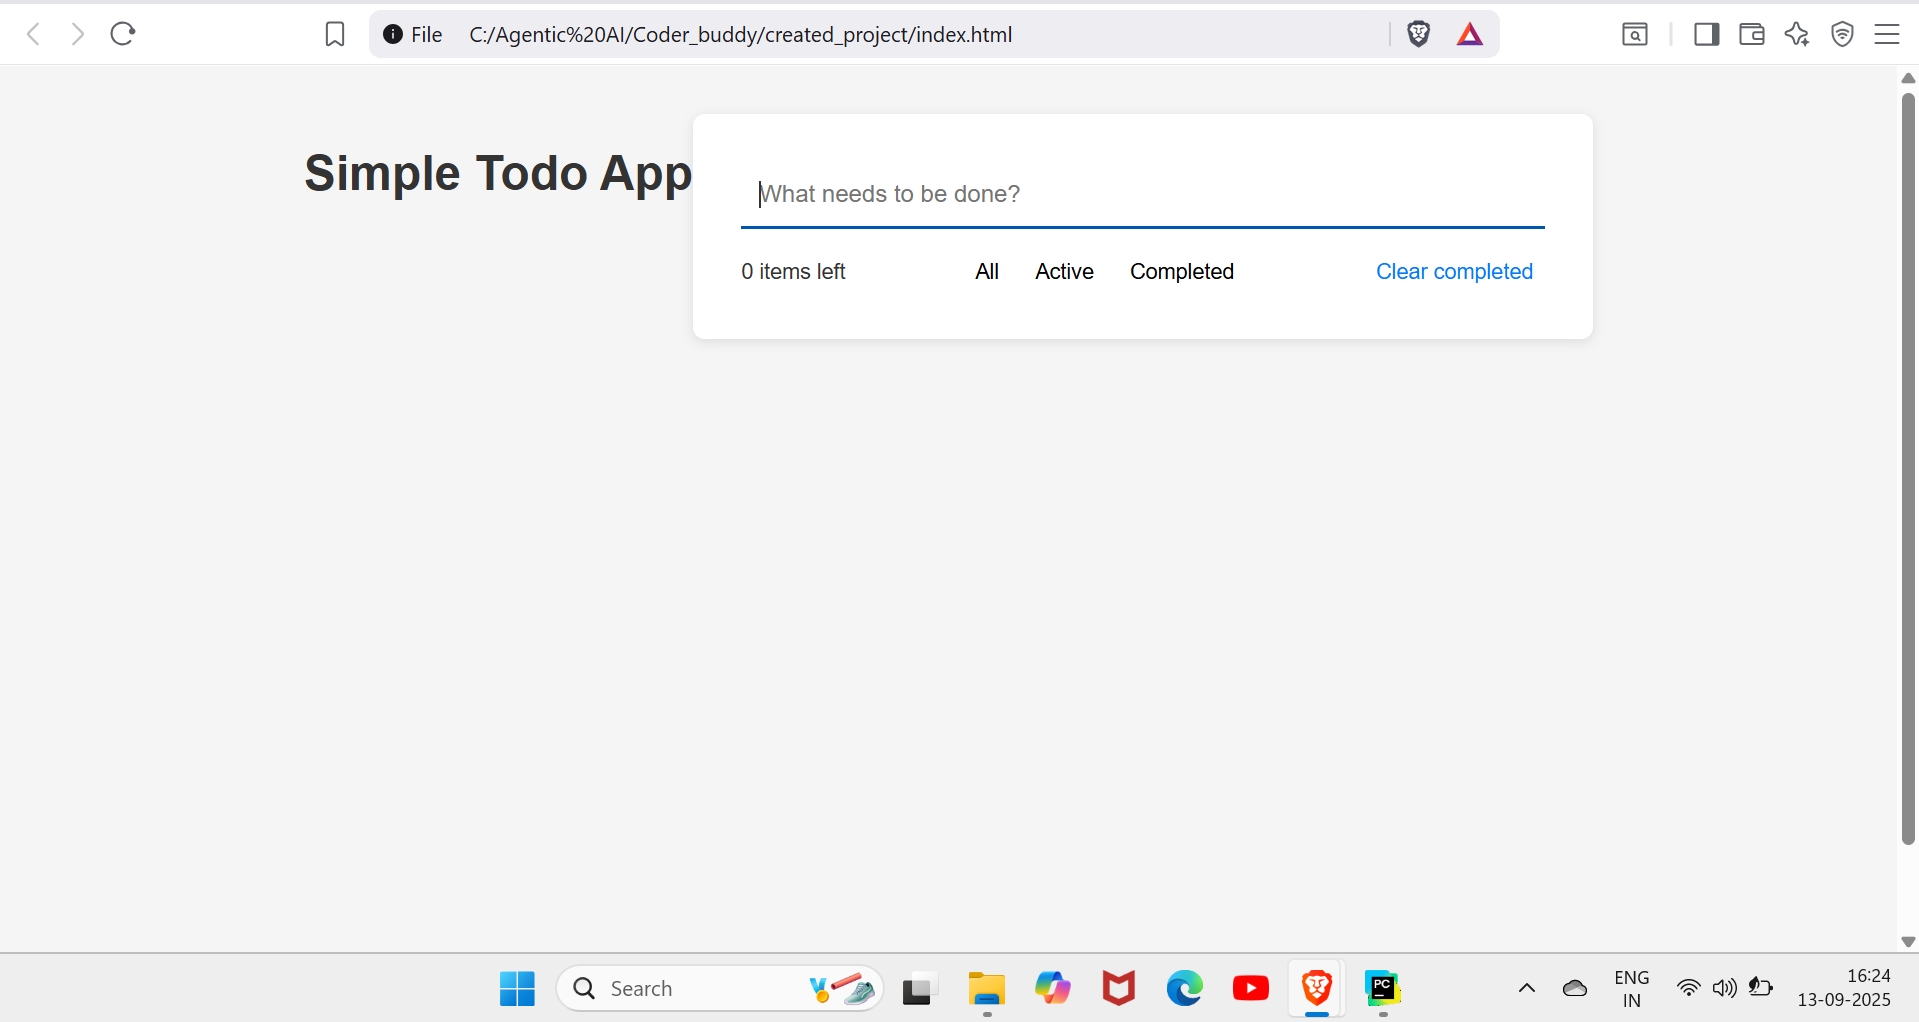 File C:/Agentic%20AI/Coder_buddy/created_project/index.html
Simple Todo App
What needs to be done?
0 items left All Active Completed Clear completed
Search
PC
ENG
IN
16:24
13-09-2025